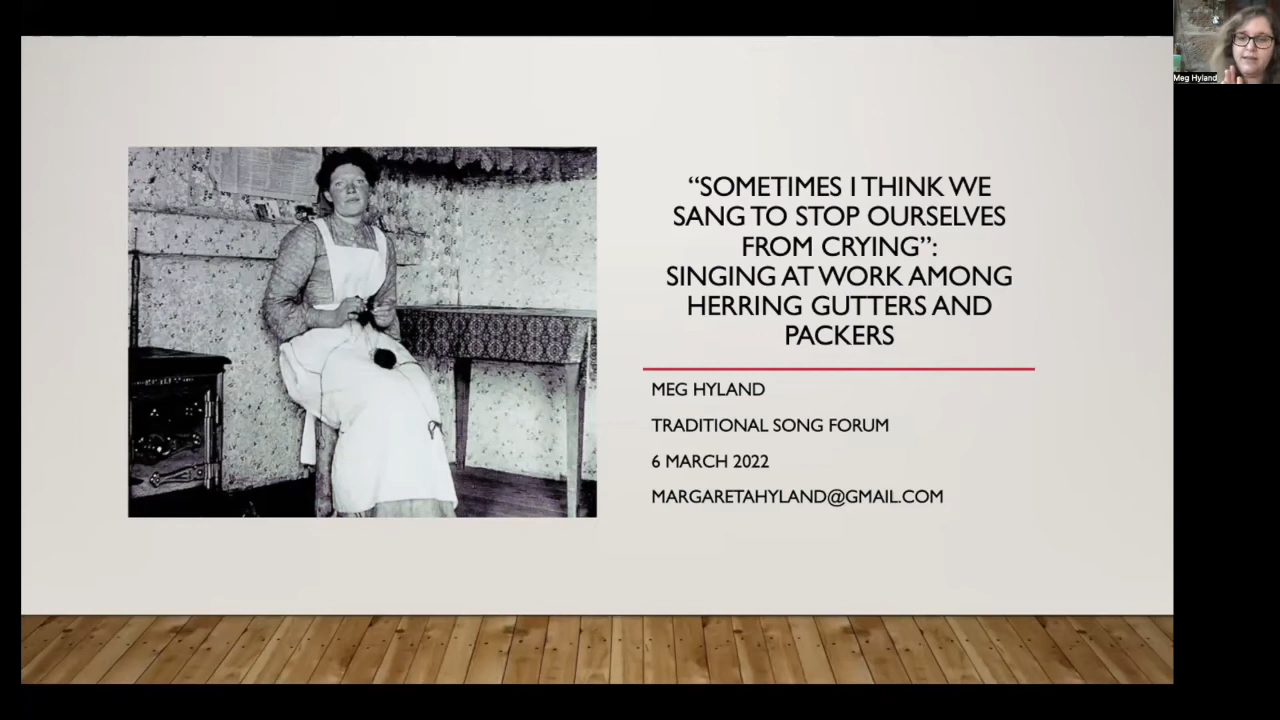 “SOMETIMES I THINK WE
SANG TO STOP OURSELVES
FROM CRYING”:
SINGING AT WORK AMONG
HERRING GUTTERS AND
PACKERS
MEG HYLAND
TRADITIONAL SONG FORUM
6 MARCH 2022
MARGARETAHYLAND@GMAIL.COM
Meg Hyland